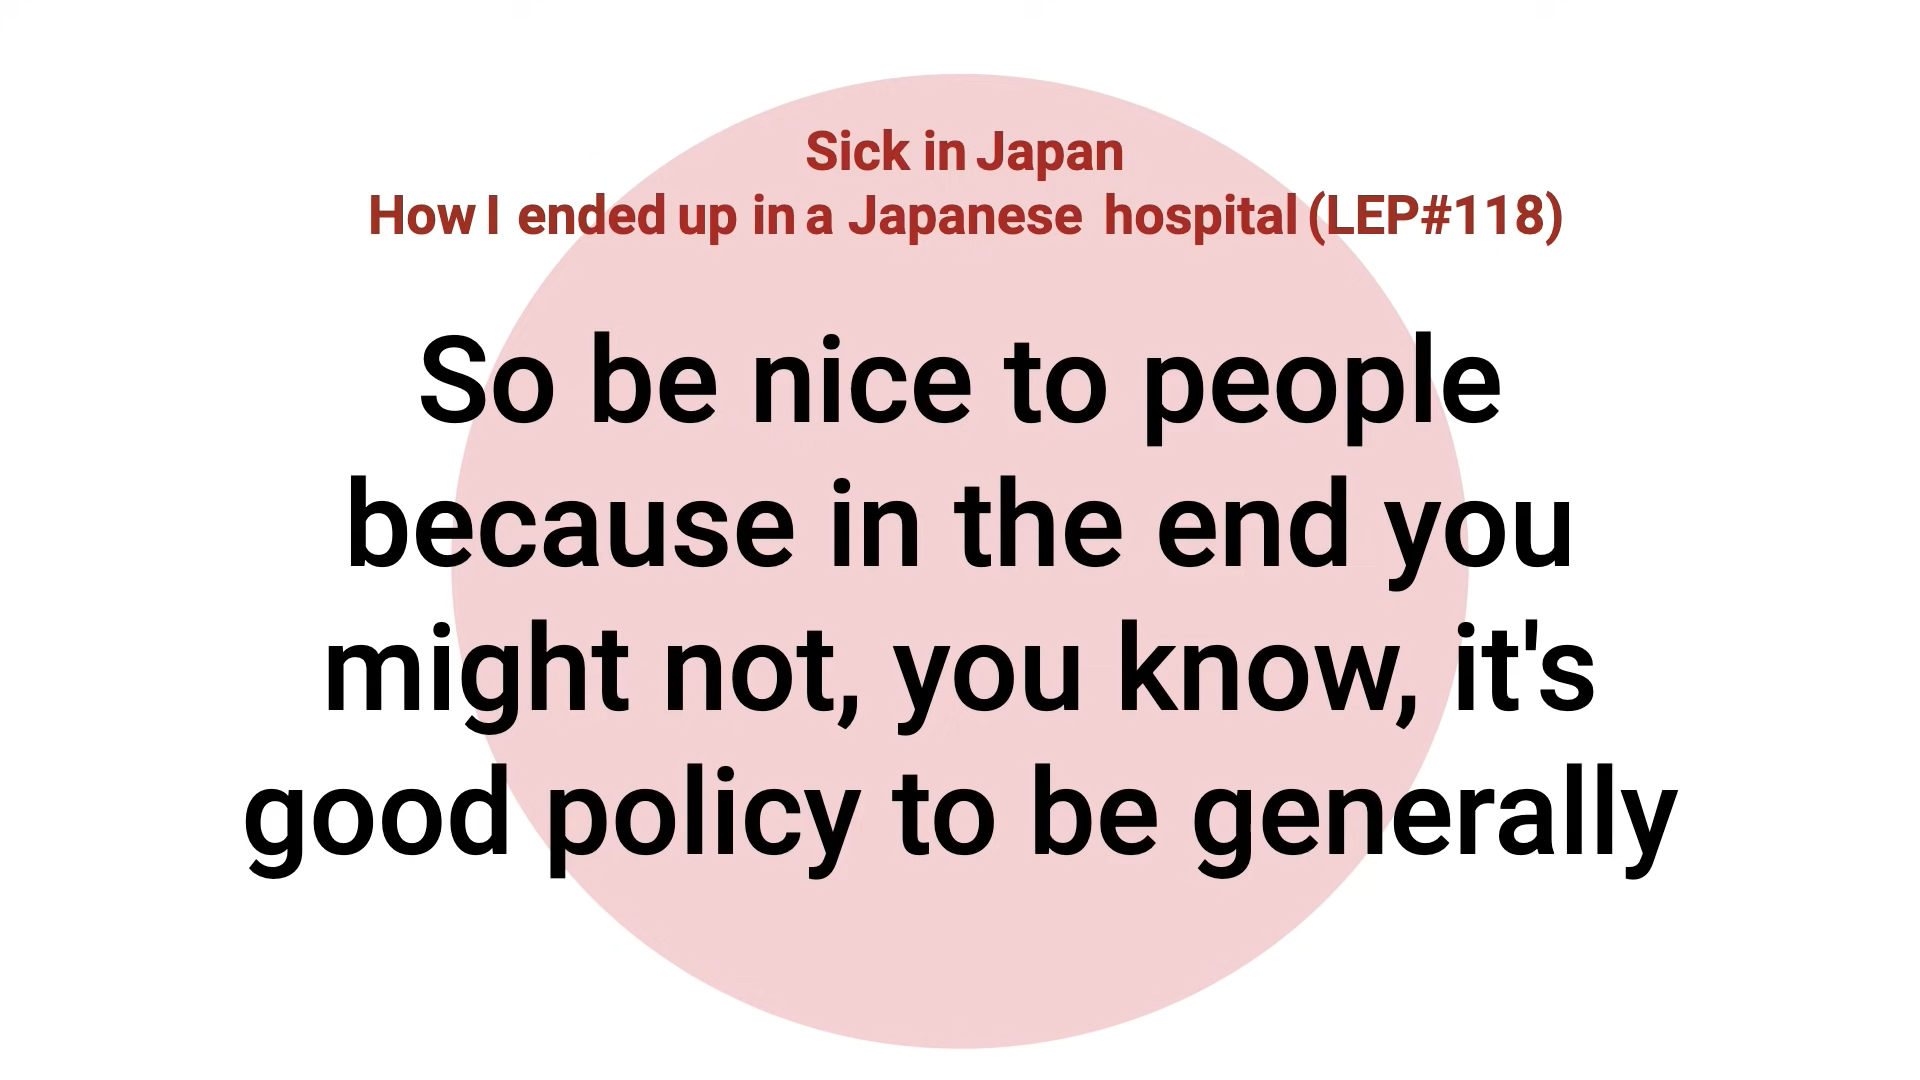 Sick in Japan
How I ended up in a Japanese hospital (LEP#118)
So be nice to people
because in the end you
might not, you know, it's
good policy to be generally